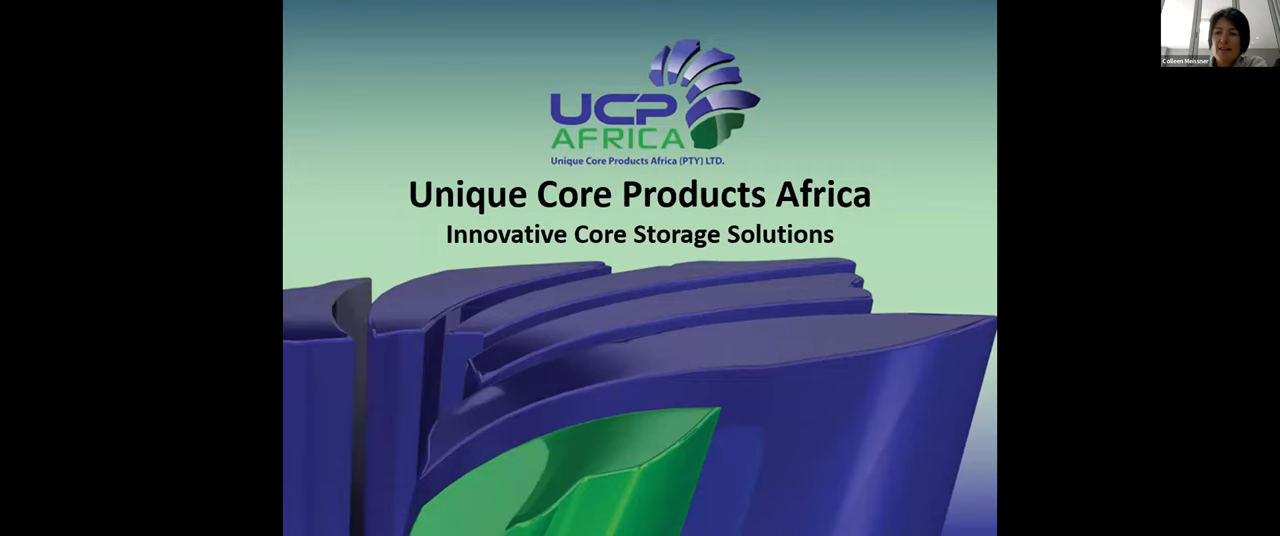 UCP
AFRICA
Unique Core Products Africa (PTY) LTD.
Unique Core Products Africa
Innovative Core Storage Solutions
Colleen Meissner